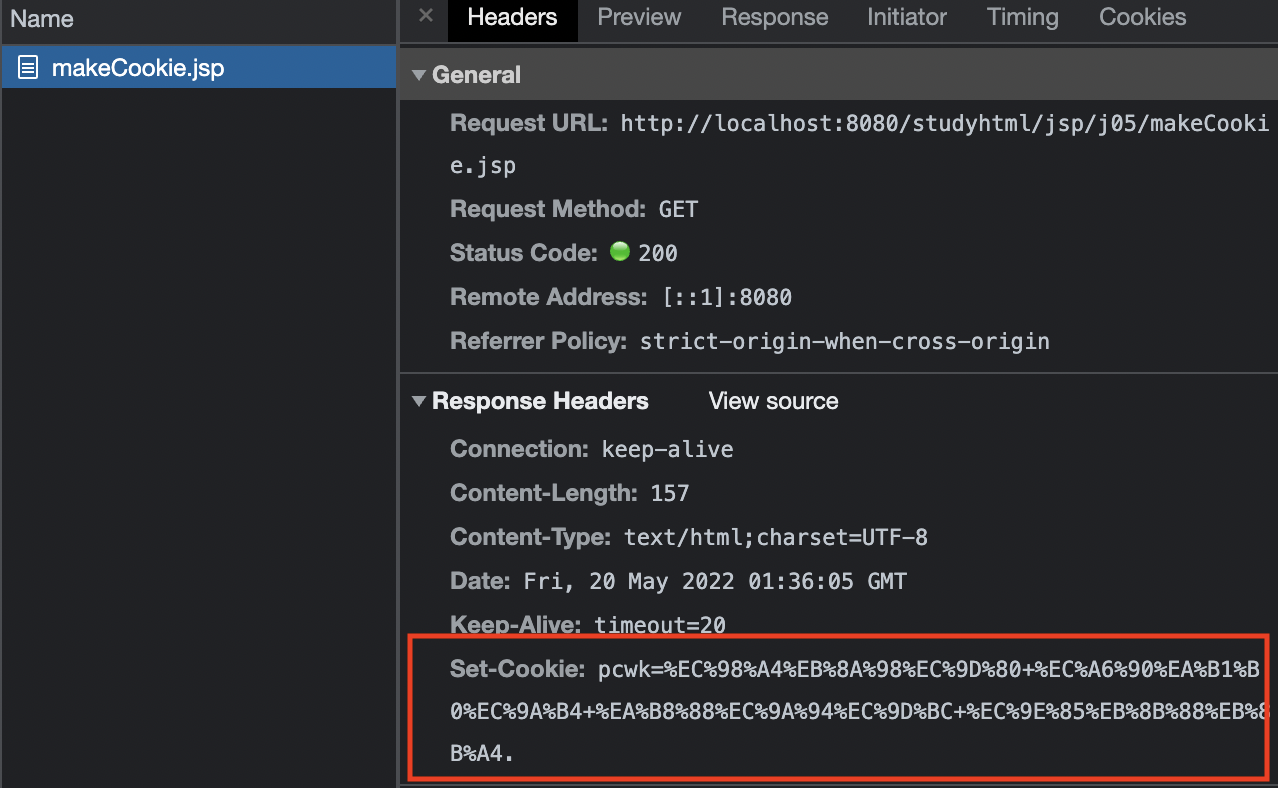 Name
makeCookie.jsp
× Headers Preview Response Initiator Timing Cookies
General
Request URL: http://localhost:8080/studyhtml/jsp/j05/makeCooki
e.jsp
Request Method: GET
Status Code: 200
Remote Address: [::1]:8080
Referrer Policy: strict-origin-when-cross-origin
Response Headers View source
Connection: keep-alive
Content-Length: 157
Content-Type: text/html;charset=UTF-8
Date: Fri, 20 May 2022 01:36:05 GMT
Keep-Alive: timeout=20
Set-Cookie: pcwk=%EC%98%A4%EB%8A%98%EC%9D%80+%EC%A6%90%EA%B1%B
0%EC%9A%B4+%EA%B8%88%EC%9A%94%EC%9D%BC+%EC%9E%85%EB%8B%88%EB%8
B%A4.